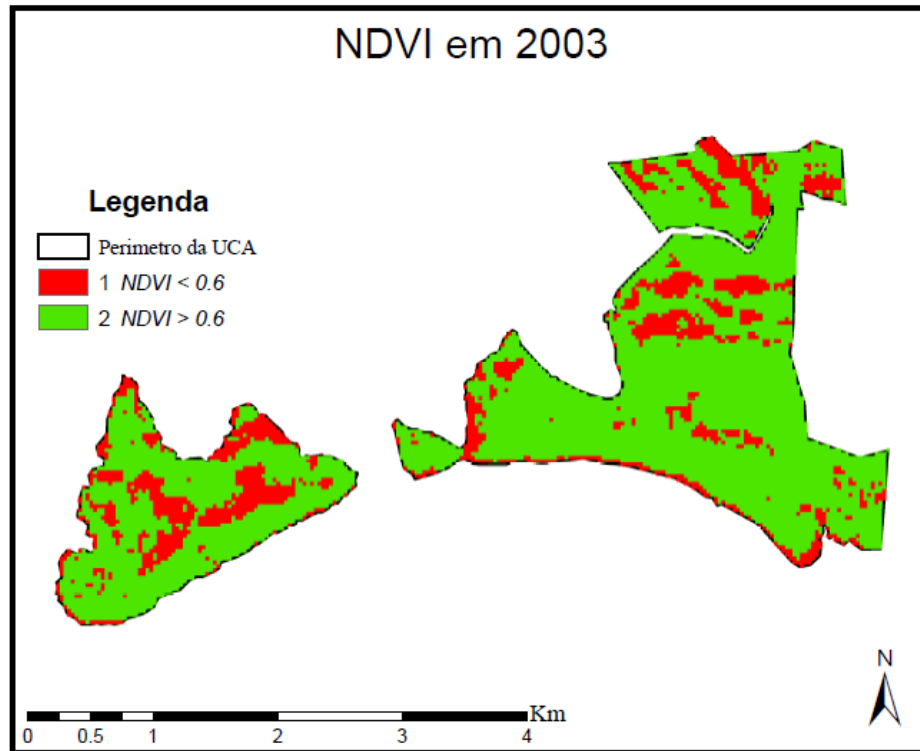 NDVI em 2003
Legenda
Perimetro da UCA
1 NDVI < 0.6
2 NDVI > 0.6
N
Km
0 0.5 1 2 3 4